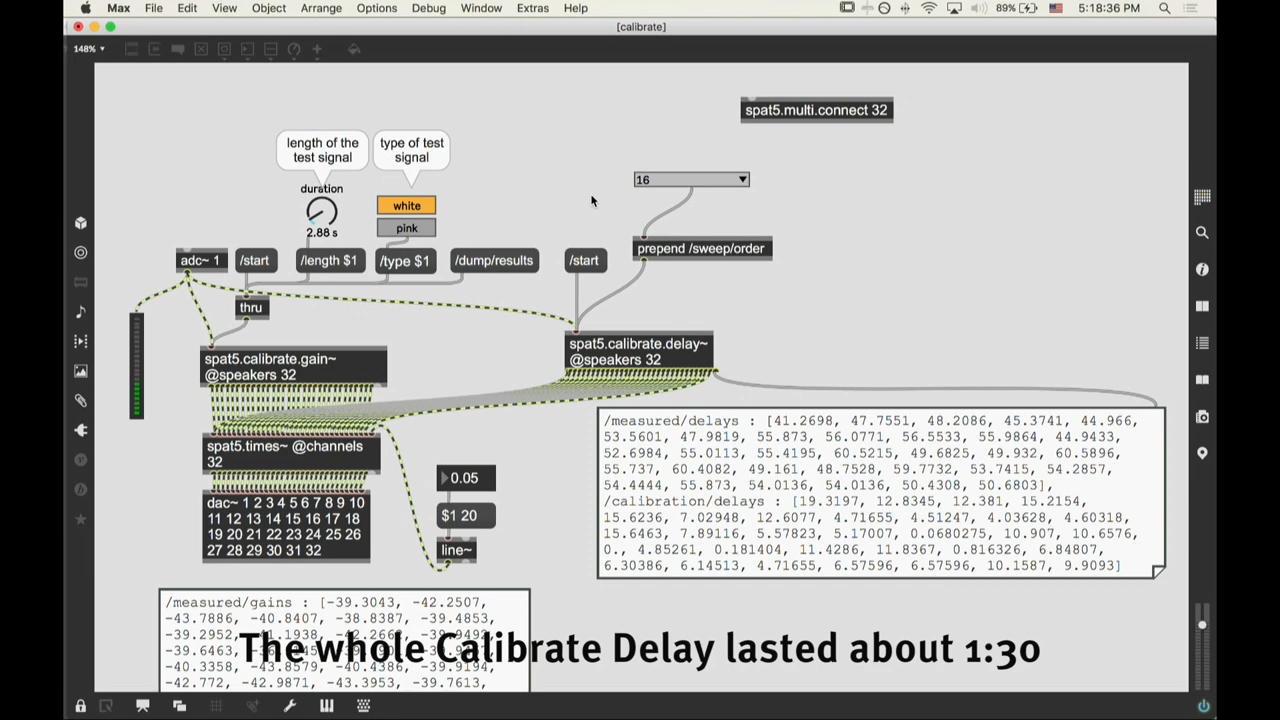 Max File Edit View Object Arrange Options Debug Window Extras Help 89% 5:18:36 PM
[calibrate]
148%
spat5.multi.connect 32
length of the
test signal
type of test
signal
duration
2.88 s
white
pink
16
prepend /sweep/order
adc~ 1
/start
/length $1
/type $1
/dump/results
/start
thru
spat5.calibrate.gain~
@speakers 32
spat5.calibrate.delay~
@speakers 32
spat5.times~ @channels
32
dac~ 1 2 3 4 5 6 7 8 9 10
11 12 13 14 15 16 17 18
19 20 21 22 23 24 25 26
27 28 29 30 31 32
0.05
$1 20
line~
/measured/delays : [41.2698, 47.7551, 48.2086, 45.3741, 44.966,
53.5601, 47.9819, 55.873, 56.0771, 56.5533, 55.9864, 44.9433,
52.6984, 55.0113, 55.4195, 60.5215, 49.6825, 49.932, 60.5896,
55.737, 60.4082, 49.161, 48.7528, 59.7732, 53.7415, 54.2857,
54.4444, 55.873, 54.0136, 54.0136, 50.4308, 50.6803],
/calibration/delays : [19.3197, 12.8345, 12.381, 15.2154,
15.6236, 7.02948, 12.6077, 4.71655, 4.51247, 4.03628, 4.60318,
15.6463, 7.89116, 5.57823, 5.17007, 0.0680275, 10.907, 10.6576,
0., 4.85261, 0.181404, 11.4286, 11.8367, 0.816326, 6.84807,
6.30386, 6.14513, 4.71655, 6.57596, 6.57596, 10.1587, 9.9093]
/measured/gains : [-39.3043, -42.2507,
-43.7886, -40.8407, -38.8387, -39.4853,
-39.2952,
-39.6463,
-40.3358, -43.8579, -40.4386, -39.9194,
-42.772, -42.9871, -43.3953, -39.7613,
The whole Calibrate Delay lasted about 1:30